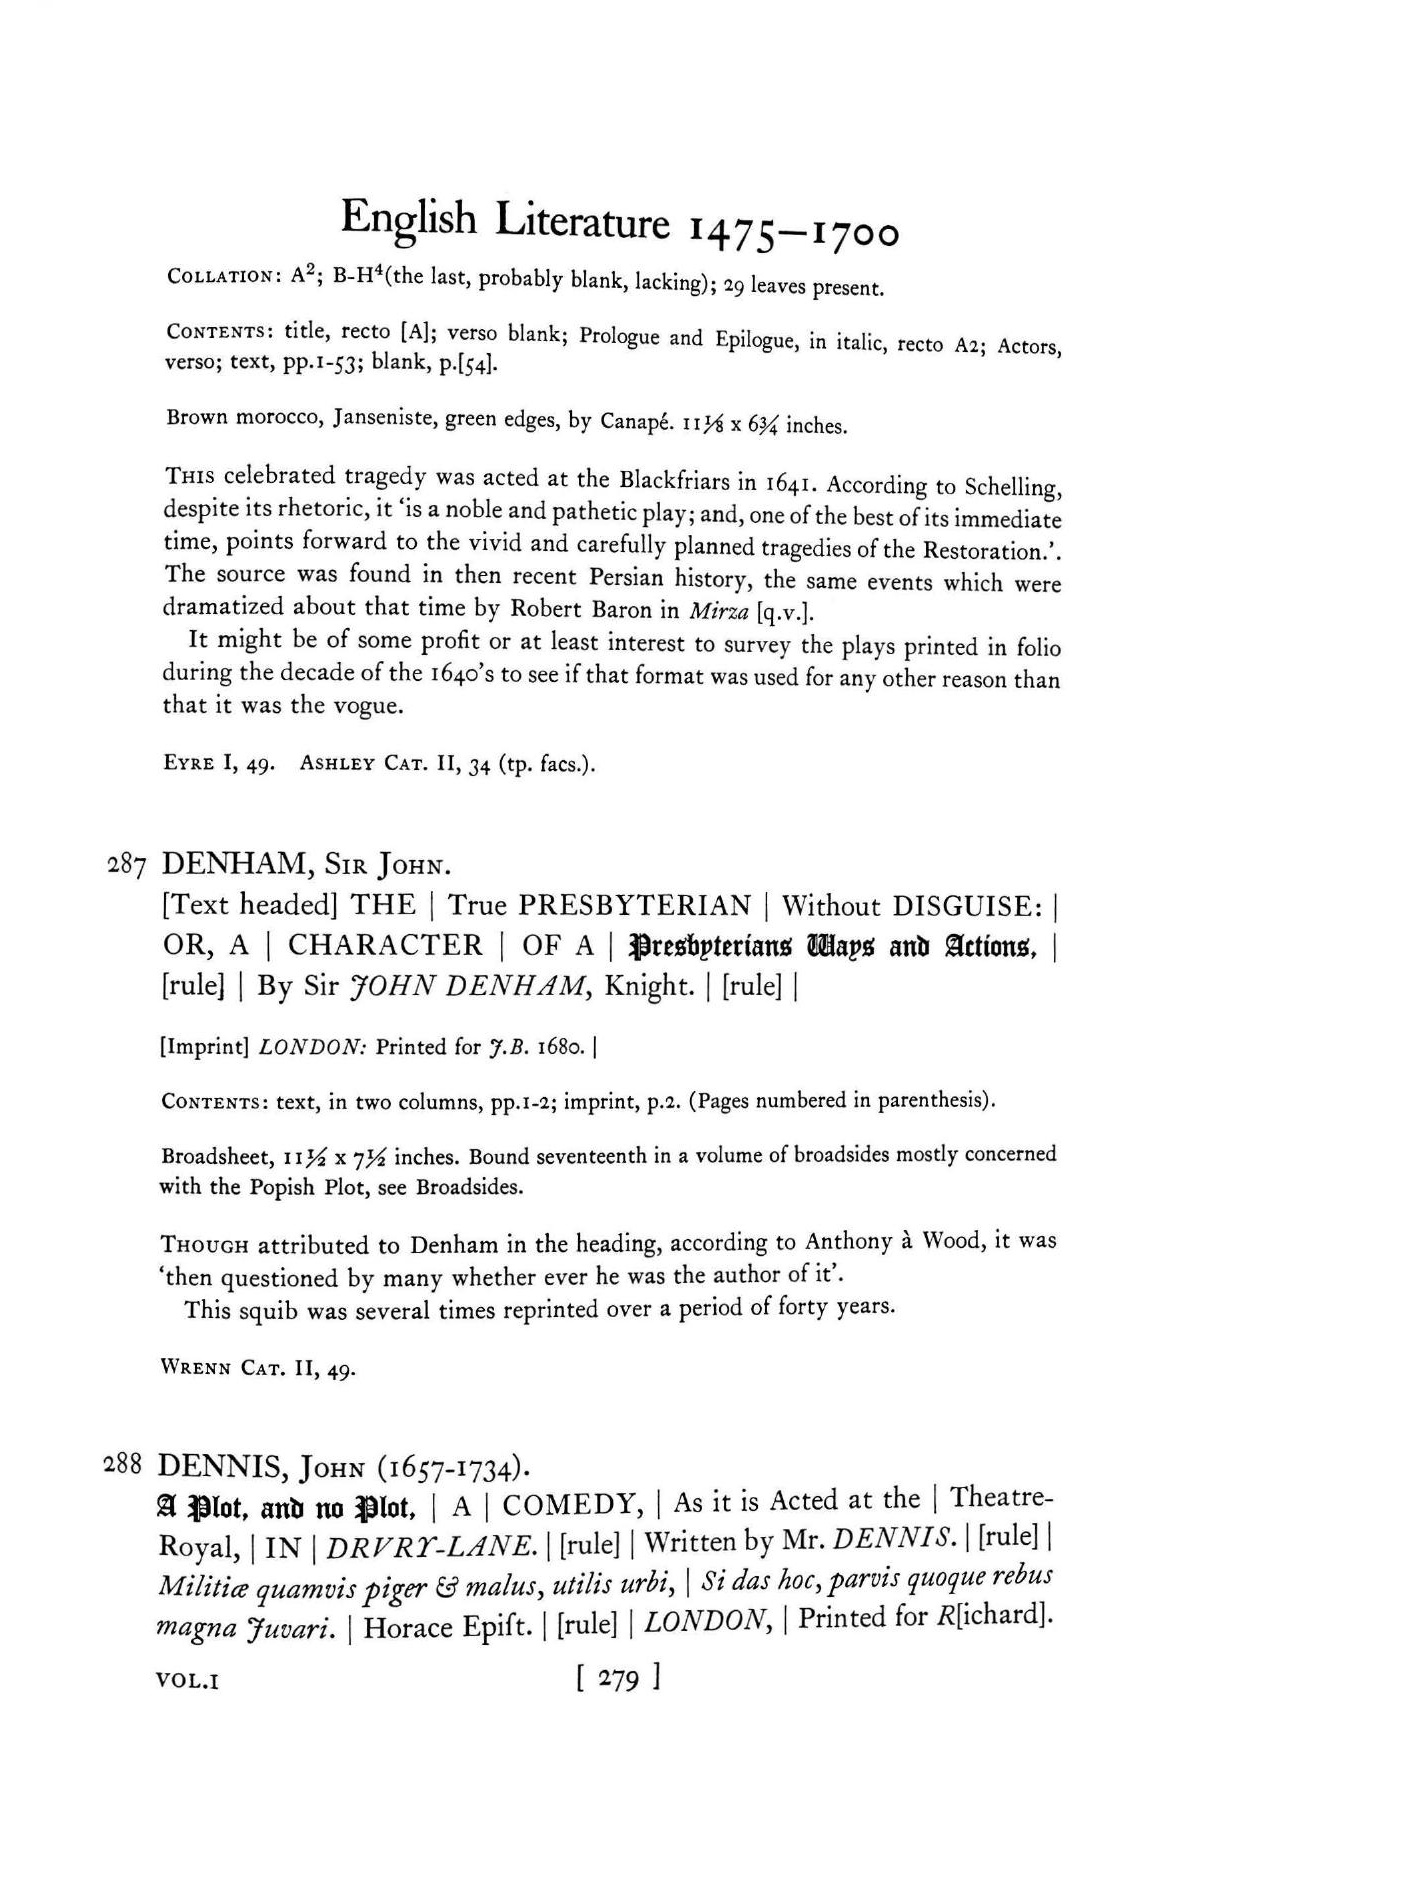 English Literature 1475–1700
COLLATION: A²; B-H⁴(the last, probably blank, lacking); 29 leaves present.
CONTENTS: title, recto [A]; verso blank; Prologue and Epilogue, in italic, recto A2; Actors,
verso; text, pp.1-53; blank, p.[54].
Brown morocco, Janseniste, green edges, by Canapé. 11⅛ x 6¾ inches.
THIS celebrated tragedy was acted at the Blackfriars in 1641. According to Schelling,
despite its rhetoric, it ‘is a noble and pathetic play; and, one of the best of its immediate
time, points forward to the vivid and carefully planned tragedies of the Restoration.’.
The source was found in then recent Persian history, the same events which were
dramatized about that time by Robert Baron in Mirza [q.v.].
It might be of some profit or at least interest to survey the plays printed in folio
during the decade of the 1640’s to see if that format was used for any other reason than
that it was the vogue.
EYRE I, 49. ASHLEY CAT. II, 34 (tp. facs.).
287 DENHAM, SIR JOHN.
[Text headed] THE | True PRESBYTERIAN | Without DISGUISE: |
OR, A | CHARACTER | OF A | Presbyterians Ways and Actions, |
[rule] | By Sir JOHN DENHAM, Knight. | [rule] |
[Imprint] LONDON: Printed for J.B. 1680. |
CONTENTS: text, in two columns, pp.1-2; imprint, p.2. (Pages numbered in parenthesis).
Broadsheet, 11½ x 7½ inches. Bound seventeenth in a volume of broadsides mostly concerned
with the Popish Plot, see Broadsides.
THOUGH attributed to Denham in the heading, according to Anthony à Wood, it was
‘then questioned by many whether ever he was the author of it’.
This squib was several times reprinted over a period of forty years.
WRENN CAT. II, 49.
288 DENNIS, JOHN (1657-1734).
A Plot, and no Plot, | A | COMEDY, | As it is Acted at the | Theatre-
Royal, | IN | DRVRY-LANE. | [rule] | Written by Mr. DENNIS. | [rule] |
Militiæ quamvis piger & malus, utilis urbi, | Si das hoc, parvis quoque rebus
magna Juvari. | Horace Epiſt. | [rule] | LONDON, | Printed for R[ichard].
VOL.I [ 279 ]